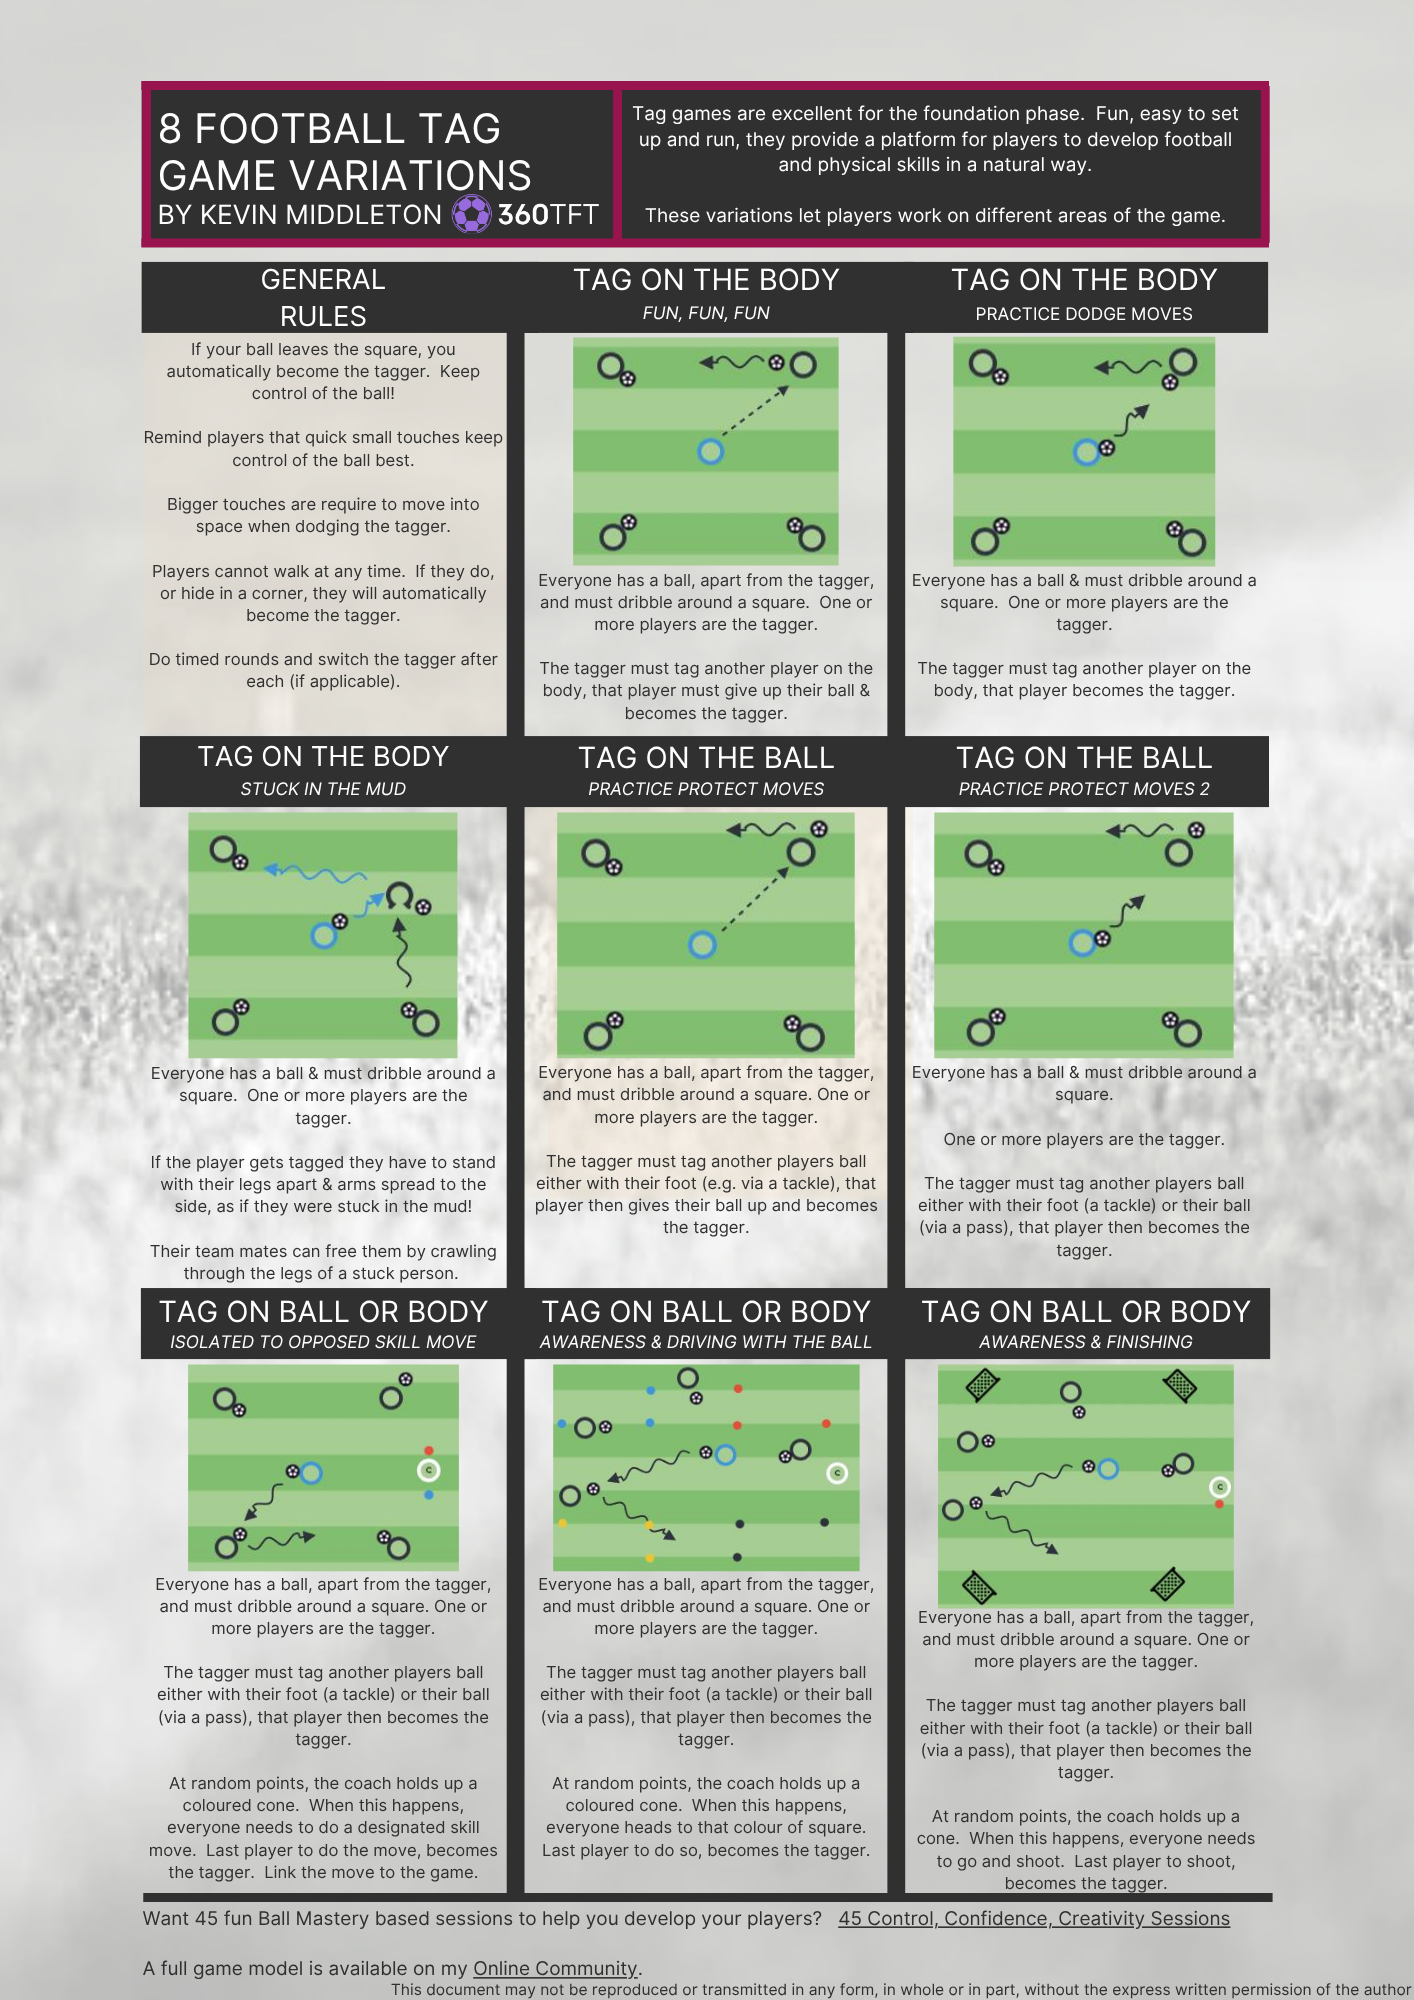 8 FOOTBALL TAG
GAME VARIATIONS
BY KEVIN MIDDLETON 360TFT
Tag games are excellent for the foundation phase.  Fun, easy to set
up and run, they provide a platform for players to develop football
and physical skills in a natural way.
These variations let players work on different areas of the game.
GENERAL
RULES
If your ball leaves the square, you
automatically become the tagger.  Keep
control of the ball!
Remind players that quick small touches keep
control of the ball best.
Bigger touches are require to move into
space when dodging the tagger.
Players cannot walk at any time.  If they do,
or hide in a corner, they will automatically
become the tagger.
Do timed rounds and switch the tagger after
each (if applicable).
TAG ON THE BODY
FUN, FUN, FUN
Everyone has a ball, apart from the tagger,
and must dribble around a square.  One or
more players are the tagger.
The tagger must tag another player on the
body, that player must give up their ball &
becomes the tagger.
TAG ON THE BODY
PRACTICE DODGE MOVES
Everyone has a ball & must dribble around a
square.  One or more players are the
tagger.
The tagger must tag another player on the
body, that player becomes the tagger.
TAG ON THE BODY
STUCK IN THE MUD
Everyone has a ball & must dribble around a
square.  One or more players are the
tagger.
If the player gets tagged they have to stand
with their legs apart & arms spread to the
side, as if they were stuck in the mud!
Their team mates can free them by crawling
through the legs of a stuck person.
TAG ON THE BALL
PRACTICE PROTECT MOVES
Everyone has a ball, apart from the tagger,
and must dribble around a square. One or
more players are the tagger.
The tagger must tag another players ball
either with their foot (e.g. via a tackle), that
player then gives their ball up and becomes
the tagger.
TAG ON THE BALL
PRACTICE PROTECT MOVES 2
Everyone has a ball & must dribble around a
square.
One or more players are the tagger.
The tagger must tag another players ball
either with their foot (a tackle) or their ball
(via a pass), that player then becomes the
tagger.
TAG ON BALL OR BODY
ISOLATED TO OPPOSED SKILL MOVE
C
Everyone has a ball, apart from the tagger,
and must dribble around a square. One or
more players are the tagger.
The tagger must tag another players ball
either with their foot (a tackle) or their ball
(via a pass), that player then becomes the
tagger.
At random points, the coach holds up a
coloured cone.  When this happens,
everyone needs to do a designated skill
move.  Last player to do the move, becomes
the tagger.  Link the move to the game.
TAG ON BALL OR BODY
AWARENESS & DRIVING WITH THE BALL
C
Everyone has a ball, apart from the tagger,
and must dribble around a square. One or
more players are the tagger.
The tagger must tag another players ball
either with their foot (a tackle) or their ball
(via a pass), that player then becomes the
tagger.
At random points, the coach holds up a
coloured cone.  When this happens,
everyone heads to that colour of square.
Last player to do so, becomes the tagger.
TAG ON BALL OR BODY
AWARENESS & FINISHING
C
Everyone has a ball, apart from the tagger,
and must dribble around a square. One or
more players are the tagger.
The tagger must tag another players ball
either with their foot (a tackle) or their ball
(via a pass), that player then becomes the
tagger.
At random points, the coach holds up a
cone.  When this happens, everyone needs
to go and shoot.  Last player to shoot,
becomes the tagger.
Want 45 fun Ball Mastery based sessions to help you develop your players?   45 Control, Confidence, Creativity Sessions
A full game model is available on my Online Community.
This document may not be reproduced or transmitted in any form, in whole or in part, without the express written permission of the author